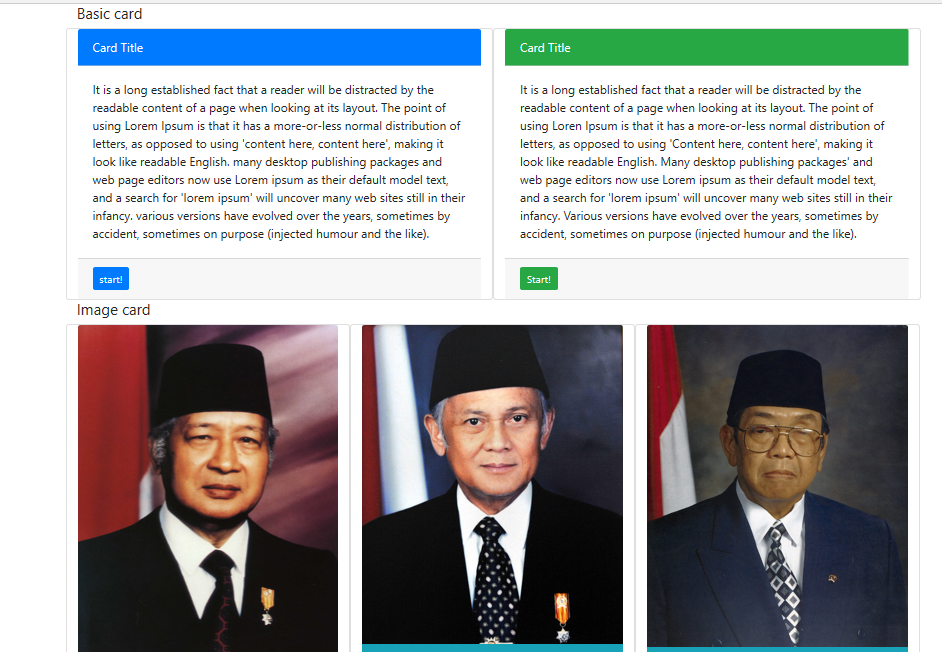 Basic card
Card Title
It is a long established fact that a reader will be distracted by the
readable content of a page when looking at its layout. The point of
using Lorem Ipsum is that it has a more-or-less normal distribution of
letters, as opposed to using 'content here, content here', making it
look like readable English. many desktop publishing packages and
web page editors now use Lorem ipsum as their default model text,
and a search for 'lorem ipsum' will uncover many web sites still in their
infancy. various versions have evolved over the years, sometimes by
accident, sometimes on purpose (injected humour and the like).
start!
Card Title
It is a long established fact that a reader will be distracted by the
readable content of a page when looking at its layout. The point of
using Loren Ipsum is that it has a more-or-less normal distribution of
letters, as opposed to using 'Content here, content here', making it
look like readable English. Many desktop publishing packages' and
web page editors now use Lorem ipsum as their default model text,
and a search for 'lorem ipsum' will uncover many web sites still in their
infancy. Various versions have evolved over the years, sometimes by
accident, sometimes on purpose (injected humour and the like).
Start!
Image card